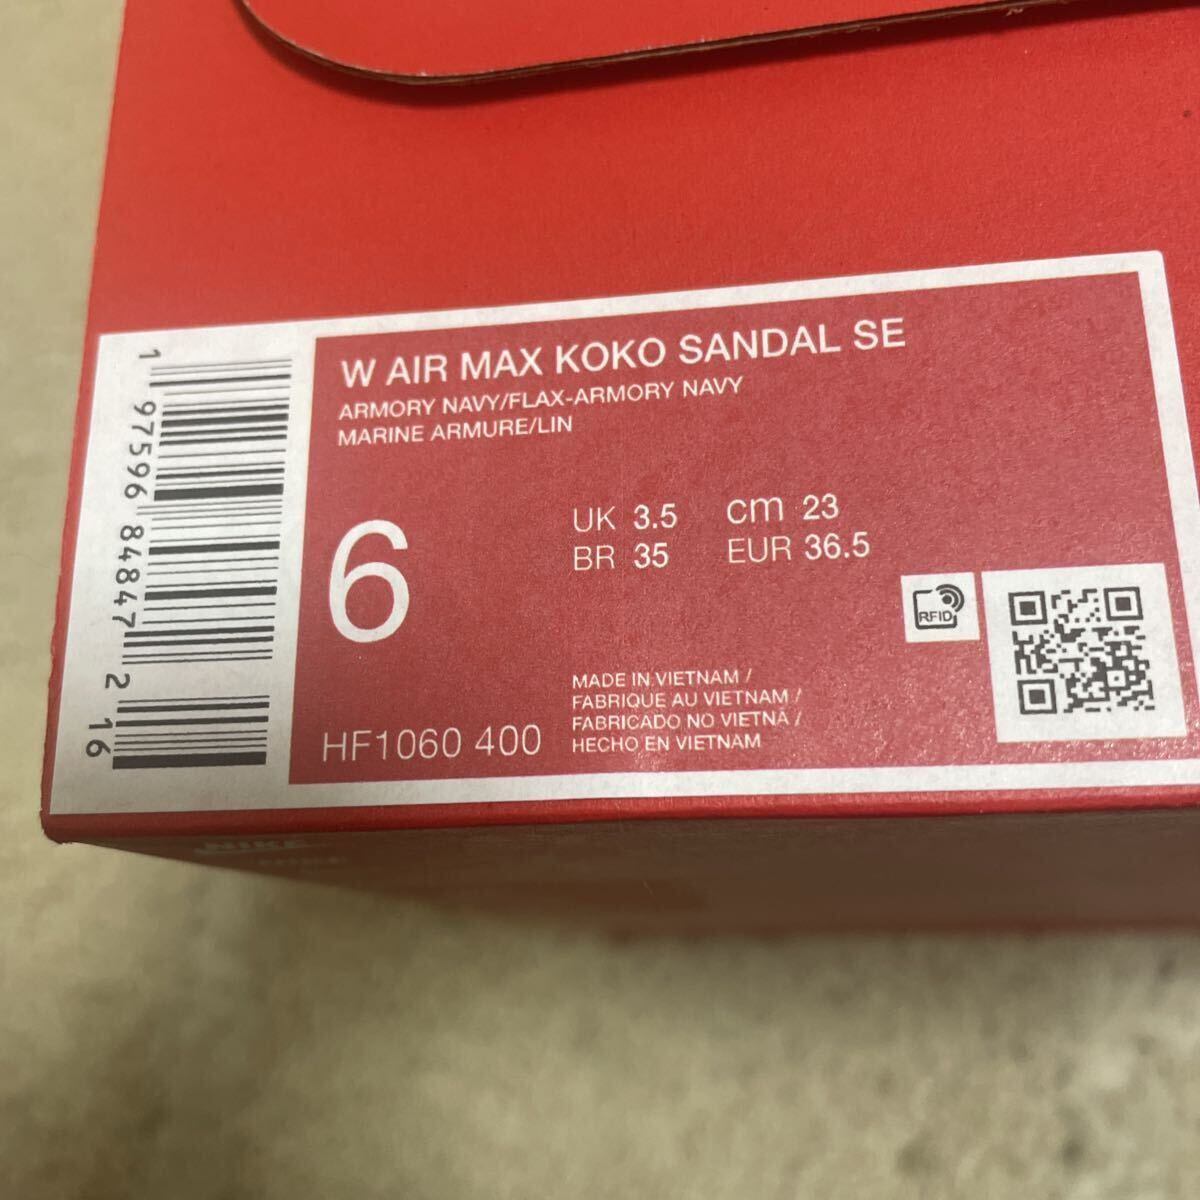 W AIR MAX KOKO SANDAL SE
ARMORY NAVY/FLAX-ARMORY NAVY
MARINE ARMURE/LIN
6
UK 3.5 cm 23
BR 35 EUR 36.5
RFID
MADE IN VIETNAM /
FABRIQUE AU VIETNAM /
FABRICADO NO VIETNÃ /
HECHO EN VIETNAM
HF1060 400
1 97596 84847 2 16
NIKE